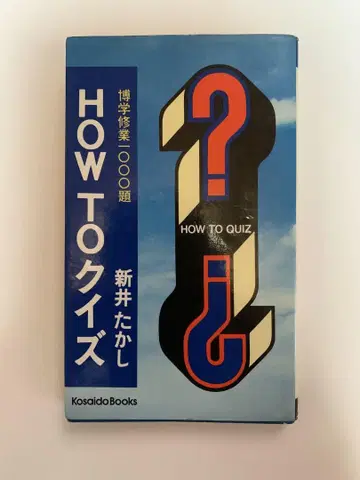 博学修業一〇〇〇題
HOW TOクイズ
新井たかし
?
HOW TO QUIZ
¿
Kosaido Books